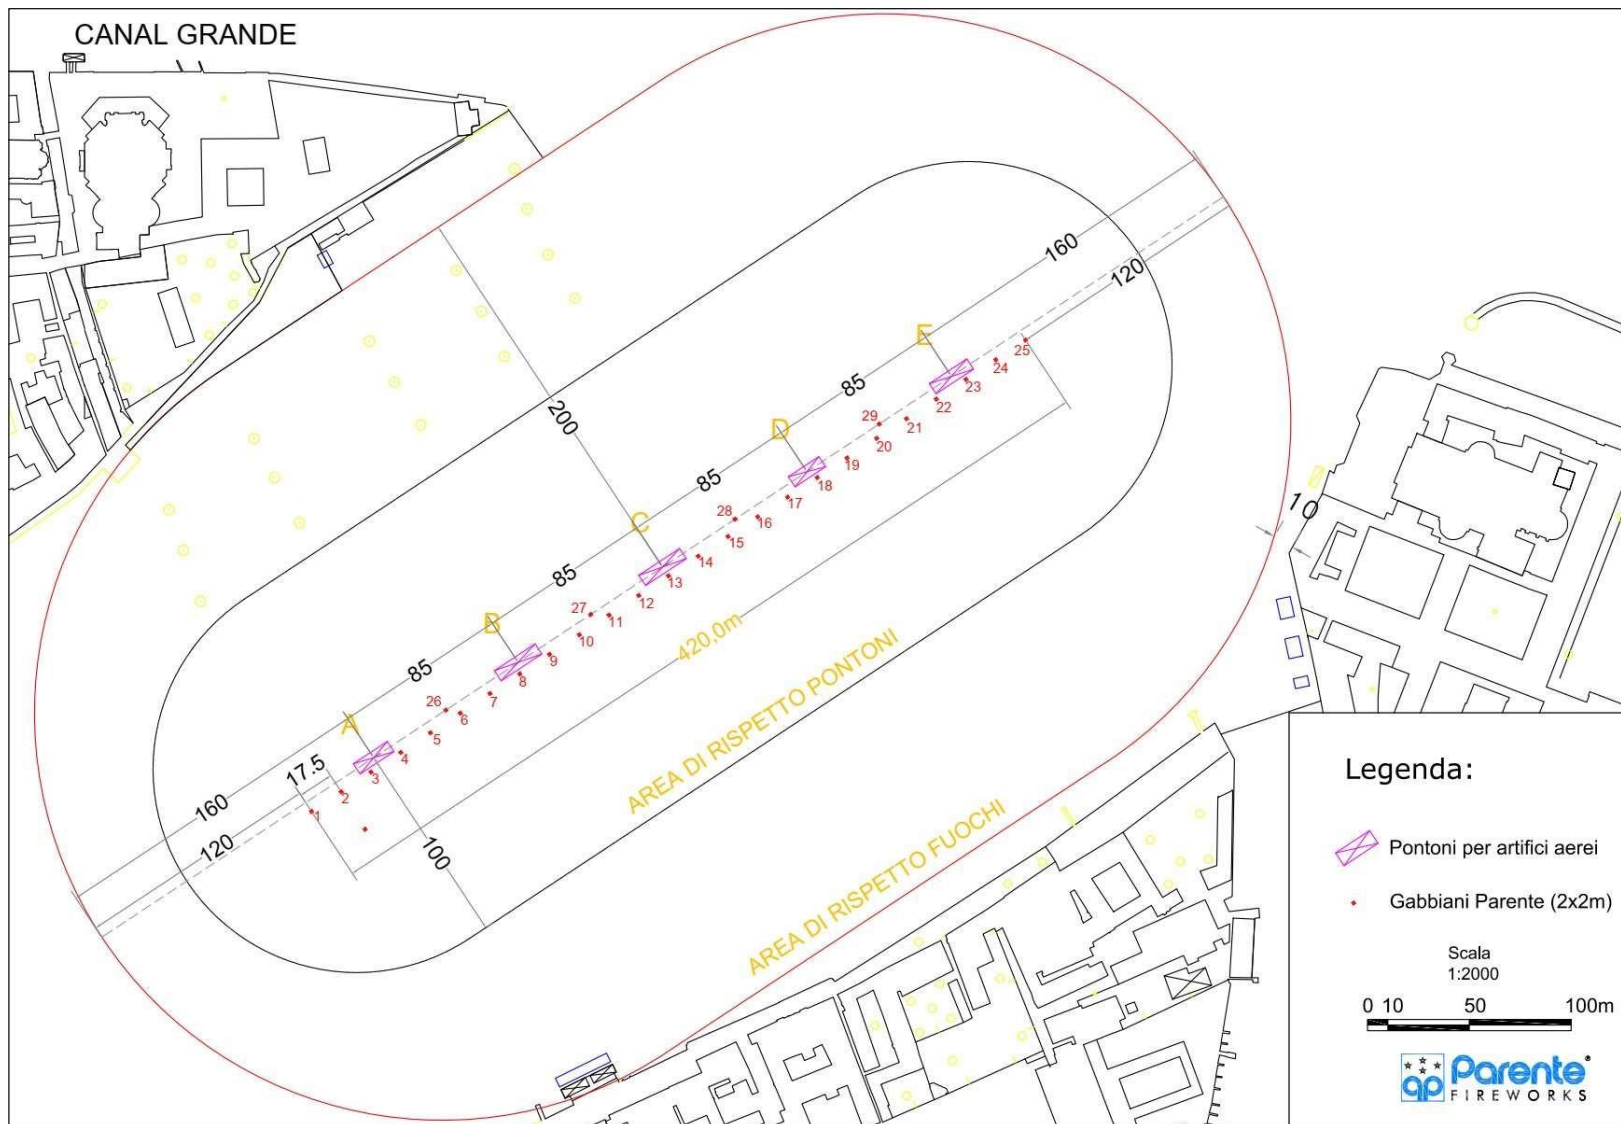 CANAL GRANDE
160
120
E
25
24
85
23
22
29
21
D
20
200
19
85
18
17
C
28
16
10
15
14
85
13
12
B
27
11
10
420,0m
9
85
8
AREA DI RISPETTO PONTONI
7
26
6
A
5
4
17.5
3
2
160
1
120
100
AREA DI RISPETTO FUOCHI
Legenda:
Pontoni per artifici aerei
Gabbiani Parente (2x2m)
Scala
1:2000
0 10 50 100m
Parente
FIREWORKS